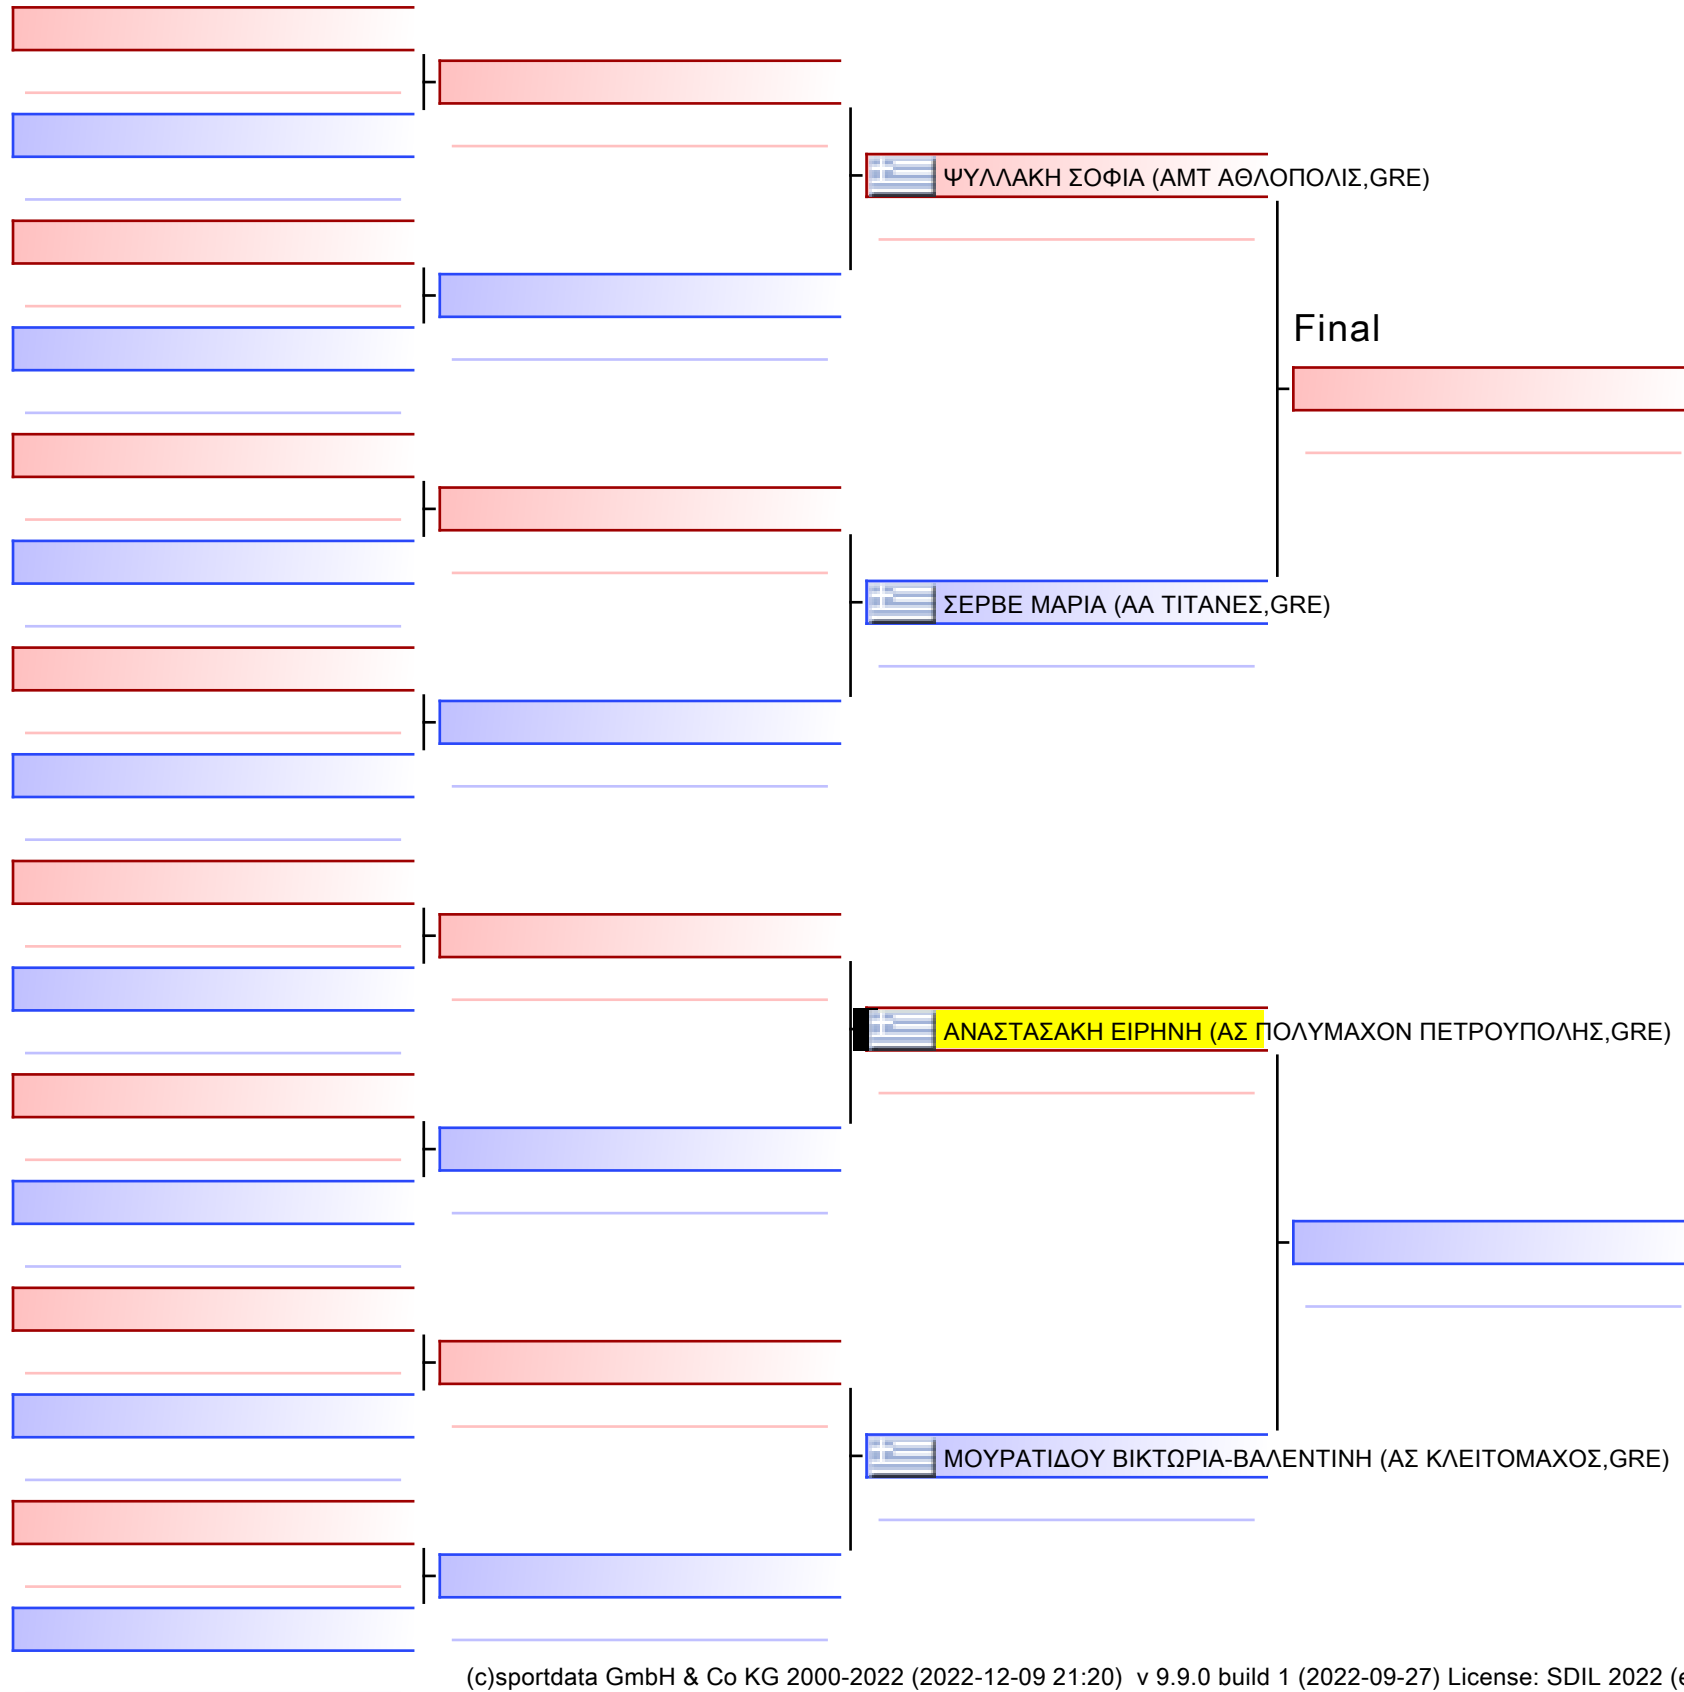 ΨΥΛΛΑΚΗ ΣΟΦΙΑ (ΑΜΤ ΑΘΛΟΠΟΛΙΣ,GRE)
Final
ΣΕΡΒΕ ΜΑΡΙΑ (ΑΑ ΤΙΤΑΝΕΣ,GRE)
ΑΝΑΣΤΑΣΑΚΗ ΕΙΡΗΝΗ (ΑΣ ΠΟΛΥΜΑΧΟΝ ΠΕΤΡΟΥΠΟΛΗΣ,GRE)
ΜΟΥΡΑΤΙΔΟΥ ΒΙΚΤΩΡΙΑ-ΒΑΛΕΝΤΙΝΗ (ΑΣ ΚΛΕΙΤΟΜΑΧΟΣ,GRE)
(c)sportdata GmbH & Co KG 2000-2022 (2022-12-09 21:20) v 9.9.0 build 1 (2022-09-27) License: SDIL 2022